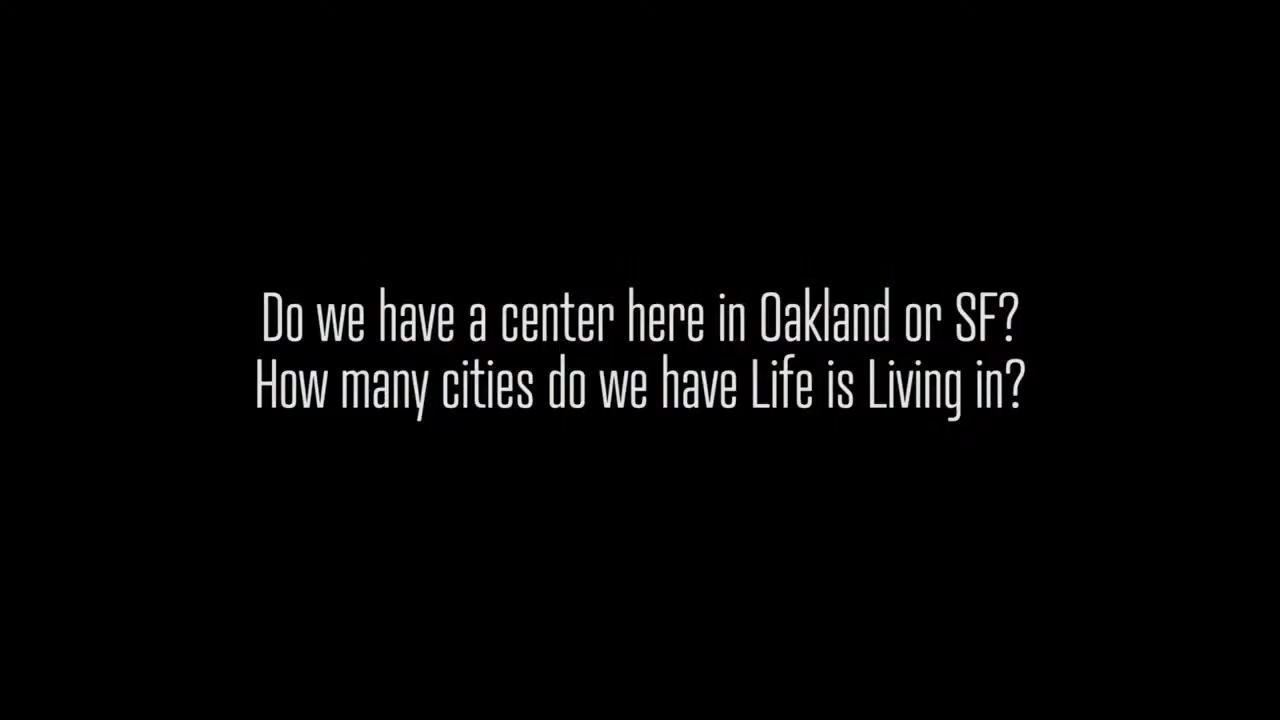 Do we have a center here in Oakland or SF?
How many cities do we have Life is Living in?